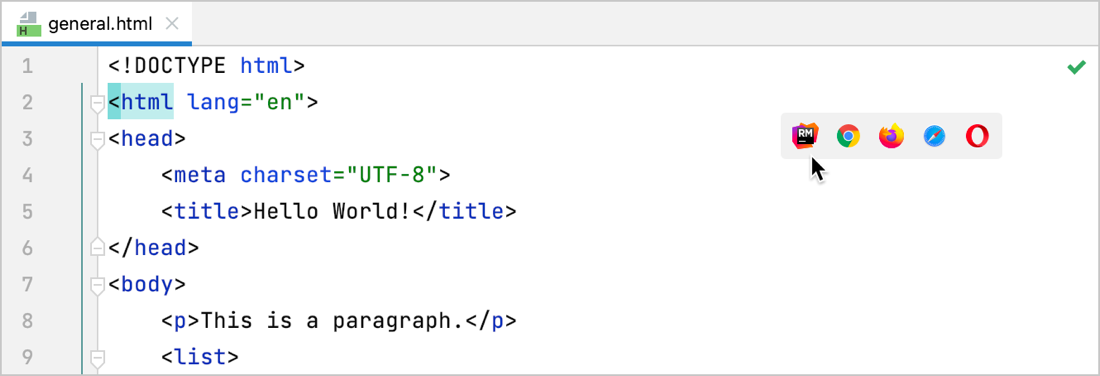 general.html
1 <!DOCTYPE html>
2 <html lang="en">
3 <head>
RM
4     <meta charset="UTF-8">
5     <title>Hello World!</title>
6 </head>
7 <body>
8     <p>This is a paragraph.</p>
9     <list>